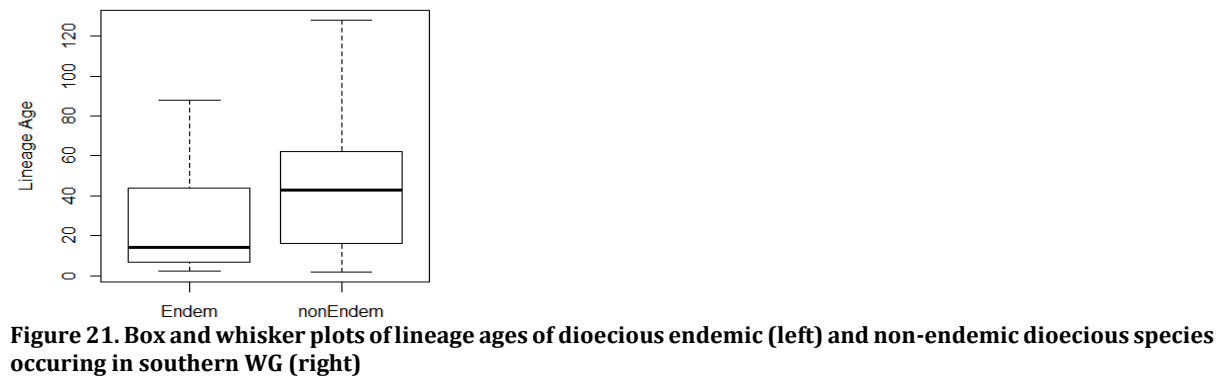 120
100
80
60
40
20
0
Lineage Age
Endem nonEndem
Figure 21. Box and whisker plots of lineage ages of dioecious endemic (left) and non-endemic dioecious species
occuring in southern WG (right)